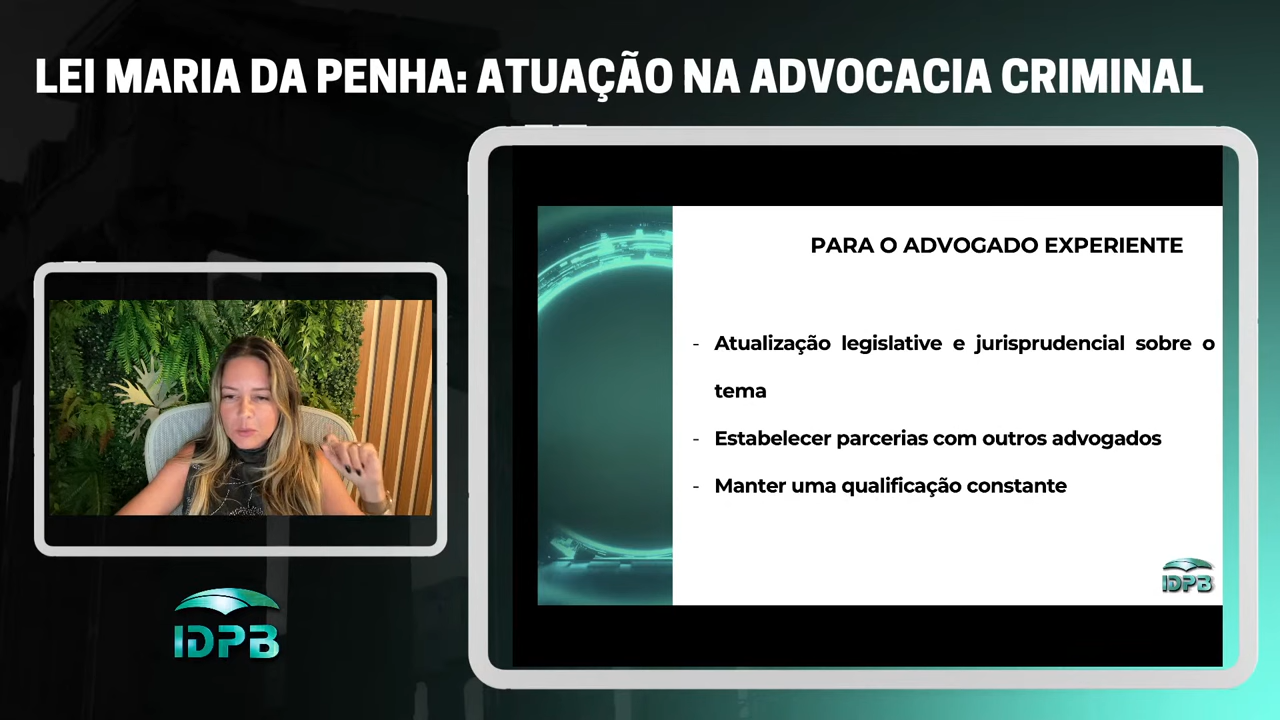 LEI MARIA DA PENHA: ATUAÇÃO NA ADVOCACIA CRIMINAL
PARA O ADVOGADO EXPERIENTE
- Atualização legislative e jurisprudencial sobre o
tema
- Estabelecer parcerias com outros advogados
- Manter uma qualificação constante
IDPB
IDPB